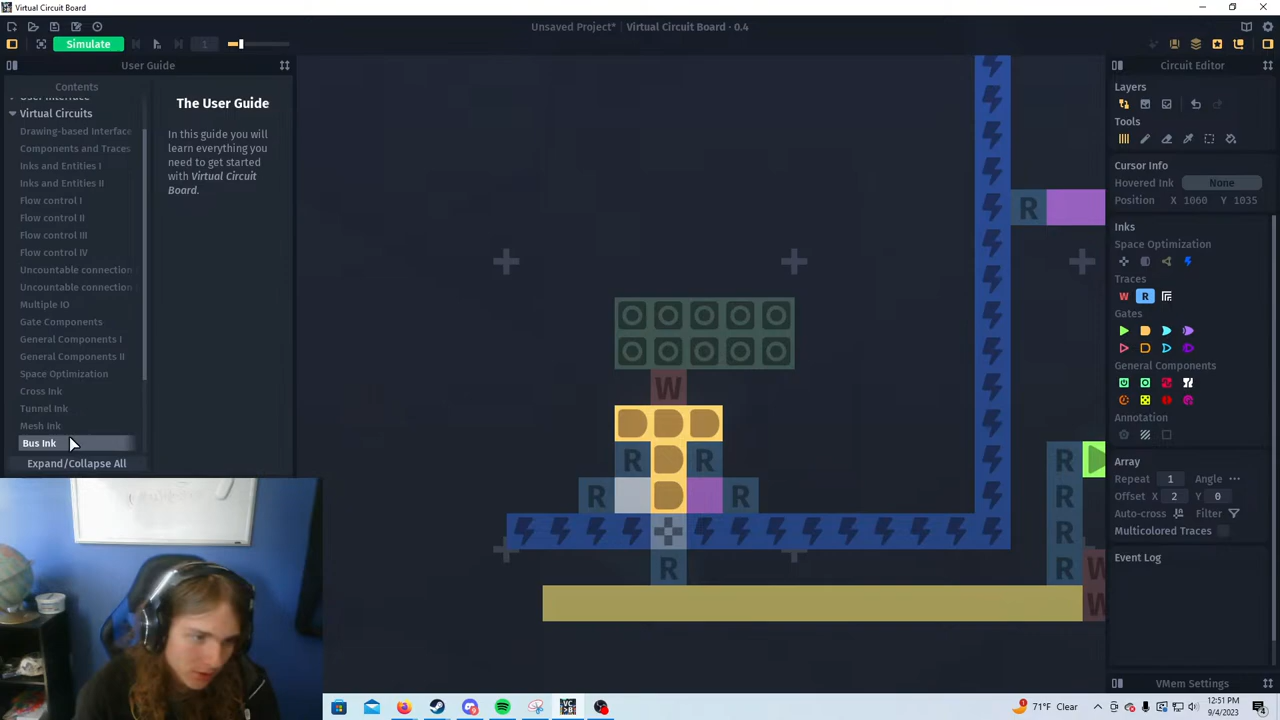 Virtual Circuit Board
Unsaved Project* | Virtual Circuit Board - 0.4
Simulate
1
User Guide
Contents
User Interface
Virtual Circuits
Drawing-based Interface
Components and Traces
Inks and Entities I
Inks and Entities II
Flow control I
Flow control II
Flow control III
Flow control IV
Uncountable connection
Uncountable connection
Multiple IO
Gate Components
General Components I
General Components II
Space Optimization
Cross Ink
Tunnel Ink
Mesh Ink
Bus Ink
Expand/Collapse All
The User Guide
In this guide you will
learn everything you
need to get started
with Virtual Circuit
Board.
R
W
R R
R R
R
R
R
R
R
W
W
Circuit Editor
Layers
Tools
Cursor Info
Hovered Ink None
Position X 1060 Y 1035
Inks
Space Optimization
Traces
W R
Gates
General Components
Annotation
Array
Repeat 1 Angle
Offset X 2 Y 0
Auto-cross Filter
Multicolored Traces
Event Log
VMem Settings
71°F Clear
12:51 PM
9/4/2023